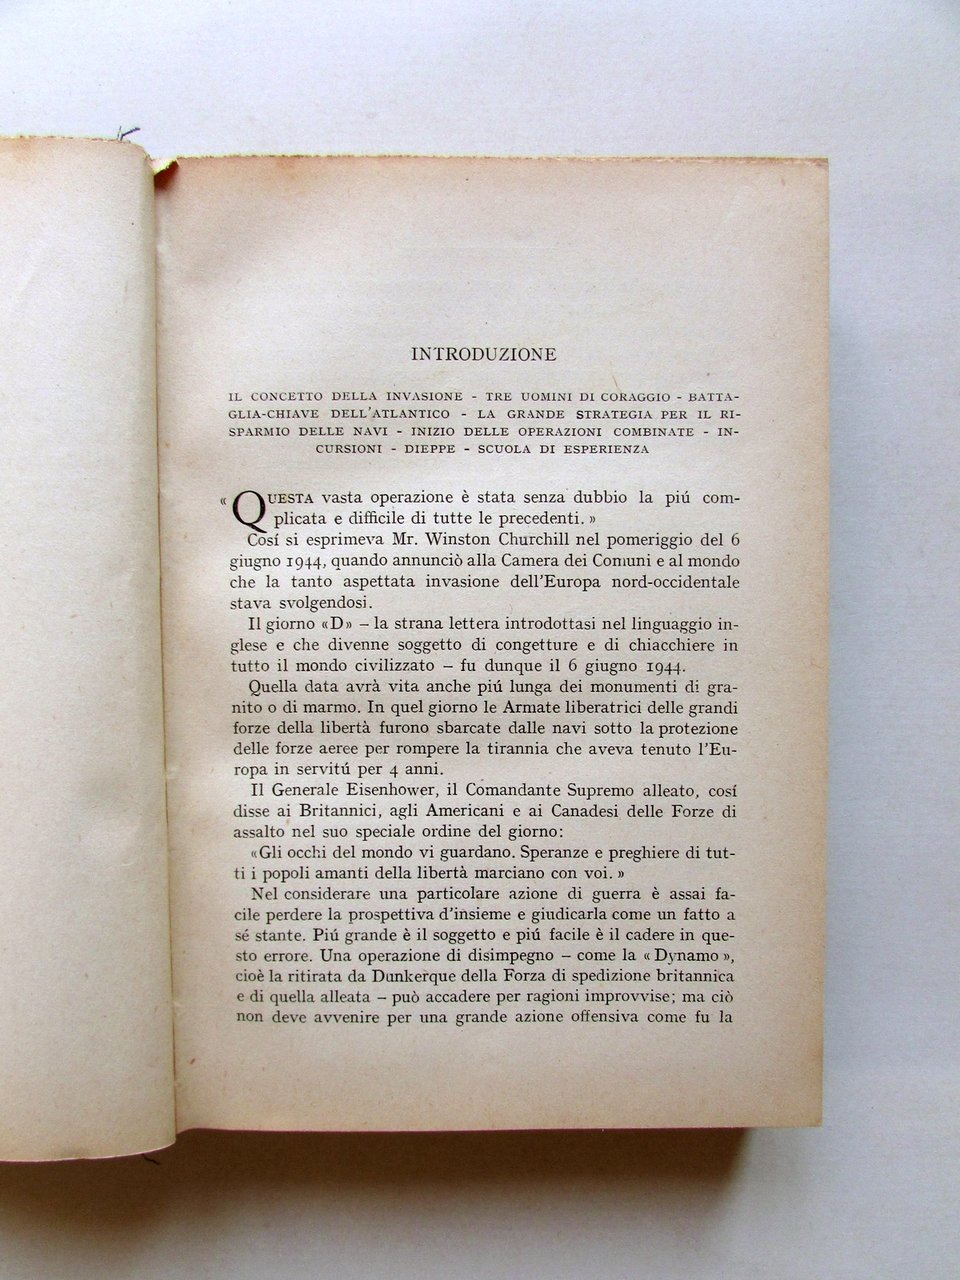 INTRODUZIONE
IL CONCETTO DELLA INVASIONE - TRE UOMINI DI CORAGGIO - BATTA-
GLIA-CHIAVE DELL'ATLANTICO - LA GRANDE STRATEGIA PER IL RI-
SPARMIO DELLE NAVI - INIZIO DELLE OPERAZIONI COMBINATE - IN-
CURSIONI - DIEPPE - SCUOLA DI ESPERIENZA
« QUESTA vasta operazione è stata senza dubbio la piú com-
plicata e difficile di tutte le precedenti. »
Cosí si esprimeva Mr. Winston Churchill nel pomeriggio del 6
giugno 1944, quando annunciò alla Camera dei Comuni e al mondo
che la tanto aspettata invasione dell'Europa nord-occidentale
stava svolgendosi.
Il giorno «D» – la strana lettera introdottasi nel linguaggio in-
glese e che divenne soggetto di congetture e di chiacchiere in
tutto il mondo civilizzato – fu dunque il 6 giugno 1944.
Quella data avrà vita anche piú lunga dei monumenti di gra-
nito o di marmo. In quel giorno le Armate liberatrici delle grandi
forze della libertà furono sbarcate dalle navi sotto la protezione
delle forze aeree per rompere la tirannia che aveva tenuto l'Eu-
ropa in servitú per 4 anni.
Il Generale Eisenhower, il Comandante Supremo alleato, cosí
disse ai Britannici, agli Americani e ai Canadesi delle Forze di
assalto nel suo speciale ordine del giorno:
«Gli occhi del mondo vi guardano. Speranze e preghiere di tut-
ti i popoli amanti della libertà marciano con voi. »
Nel considerare una particolare azione di guerra è assai fa-
cile perdere la prospettiva d'insieme e giudicarla come un fatto a
sé stante. Piú grande è il soggetto e piú facile è il cadere in que-
sto errore. Una operazione di disimpegno – come la « Dynamo »,
cioè la ritirata da Dunkerque della Forza di spedizione britannica
e di quella alleata – può accadere per ragioni improvvise; ma ciò
non deve avvenire per una grande azione offensiva come fu la